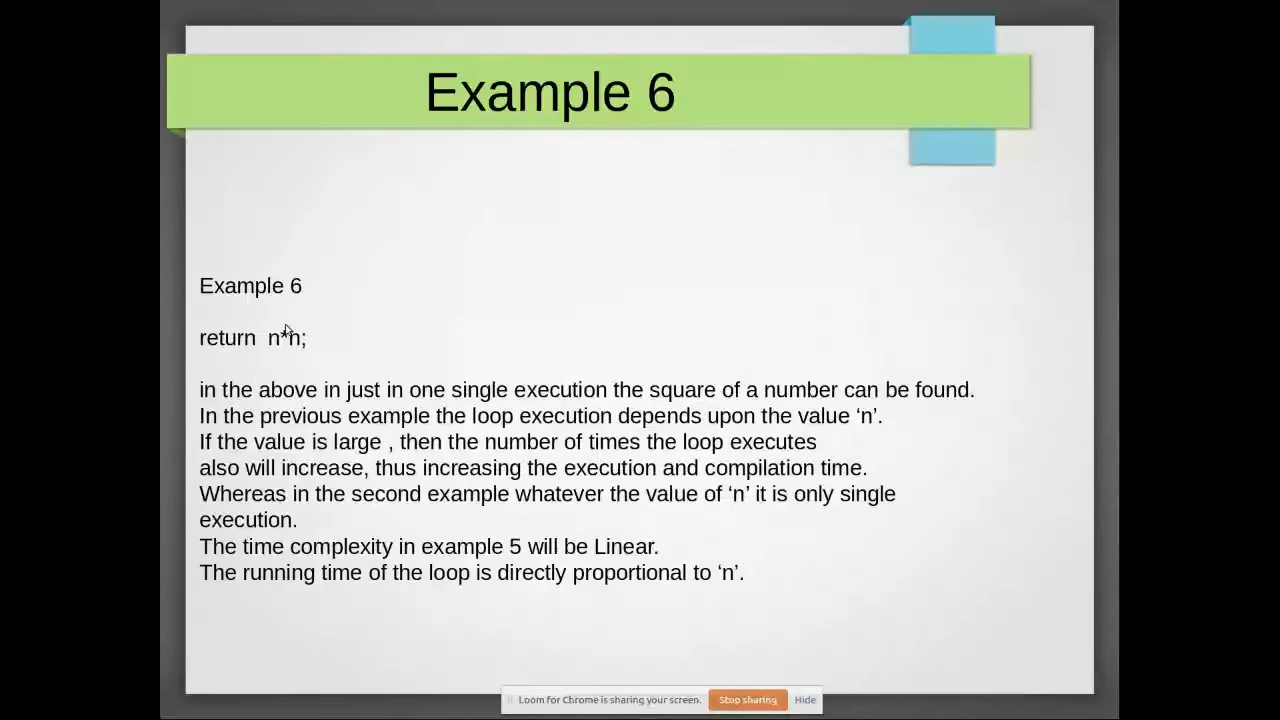 Example 6
Example 6
return  n*n;
in the above in just in one single execution the square of a number can be found.
In the previous example the loop execution depends upon the value ‘n’.
If the value is large , then the number of times the loop executes
also will increase, thus increasing the execution and compilation time.
Whereas in the second example whatever the value of ‘n’ it is only single
execution.
The time complexity in example 5 will be Linear.
The running time of the loop is directly proportional to ‘n’.
Loom for Chrome is sharing your screen. Stop sharing Hide